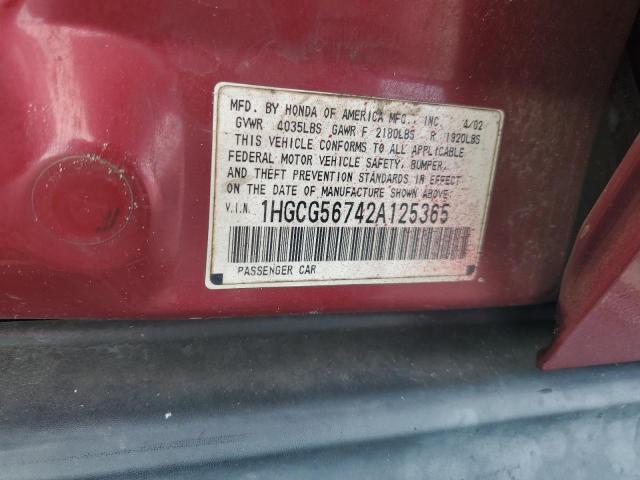 MFD. BY HONDA OF AMERICA MFG., INC. 4/02
GVWR 4035LBS GAWR F 2180LBS R 1920LBS
THIS VEHICLE CONFORMS TO ALL APPLICABLE
FEDERAL MOTOR VEHICLE SAFETY, BUMPER,
AND THEFT PREVENTION STANDARDS IN EFFECT
ON THE DATE OF MANUFACTURE SHOWN ABOVE.
V.I.N. 1HGCG56742A125365
PASSENGER CAR